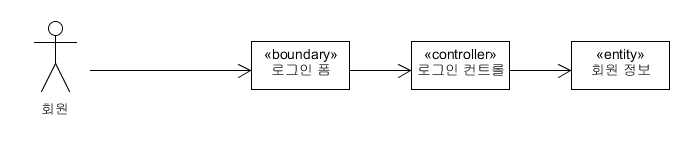 회원
«boundary»
로그인 폼
«controller»
로그인 컨트롤
«entity»
회원 정보